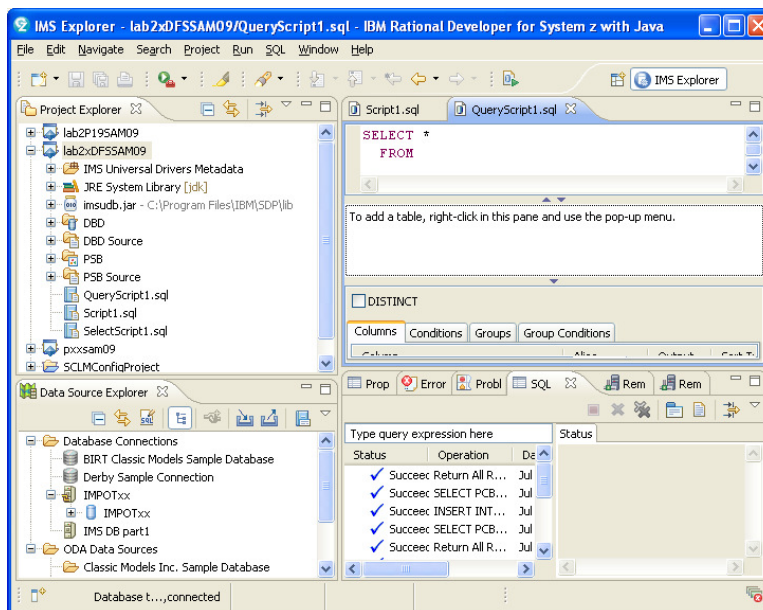 IMS Explorer - lab2xDFSSAM09/QueryScript1.sql - IBM Rational Developer for System z with Java
File Edit Navigate Search Project Run SQL Window Help
IMS Explorer
Project Explorer
lab2P19SAM09
lab2xDFSSAM09
IMS Universal Drivers Metadata
JRE System Library [jdk]
imsudb.jar - C:\Program Files\IBM\SDP\lib
DBD
DBD Source
PSB
PSB Source
QueryScript1.sql
Script1.sql
SelectScript1.sql
pxxsam09
SCLMConfigProject
Script1.sql QueryScript1.sql
SELECT *
FROM
To add a table, right-click in this pane and use the pop-up menu.
DISTINCT
Columns Conditions Groups Group Conditions
Column Alias Output Sort T
Data Source Explorer
Database Connections
BIRT Classic Models Sample Database
Derby Sample Connection
IMPOTxx
IMPOTxx
IMS DB part1
ODA Data Sources
Classic Models Inc. Sample Database
Prop Error Probl SQL Rem Rem
Type query expression here
Status Operation Da
Succeec Return All R... Jul
Succeec SELECT PCB... Jul
Succeec INSERT INT... Jul
Succeec SELECT PCB... Jul
Succeec Return All R... Jul
Status
Database t...,connected